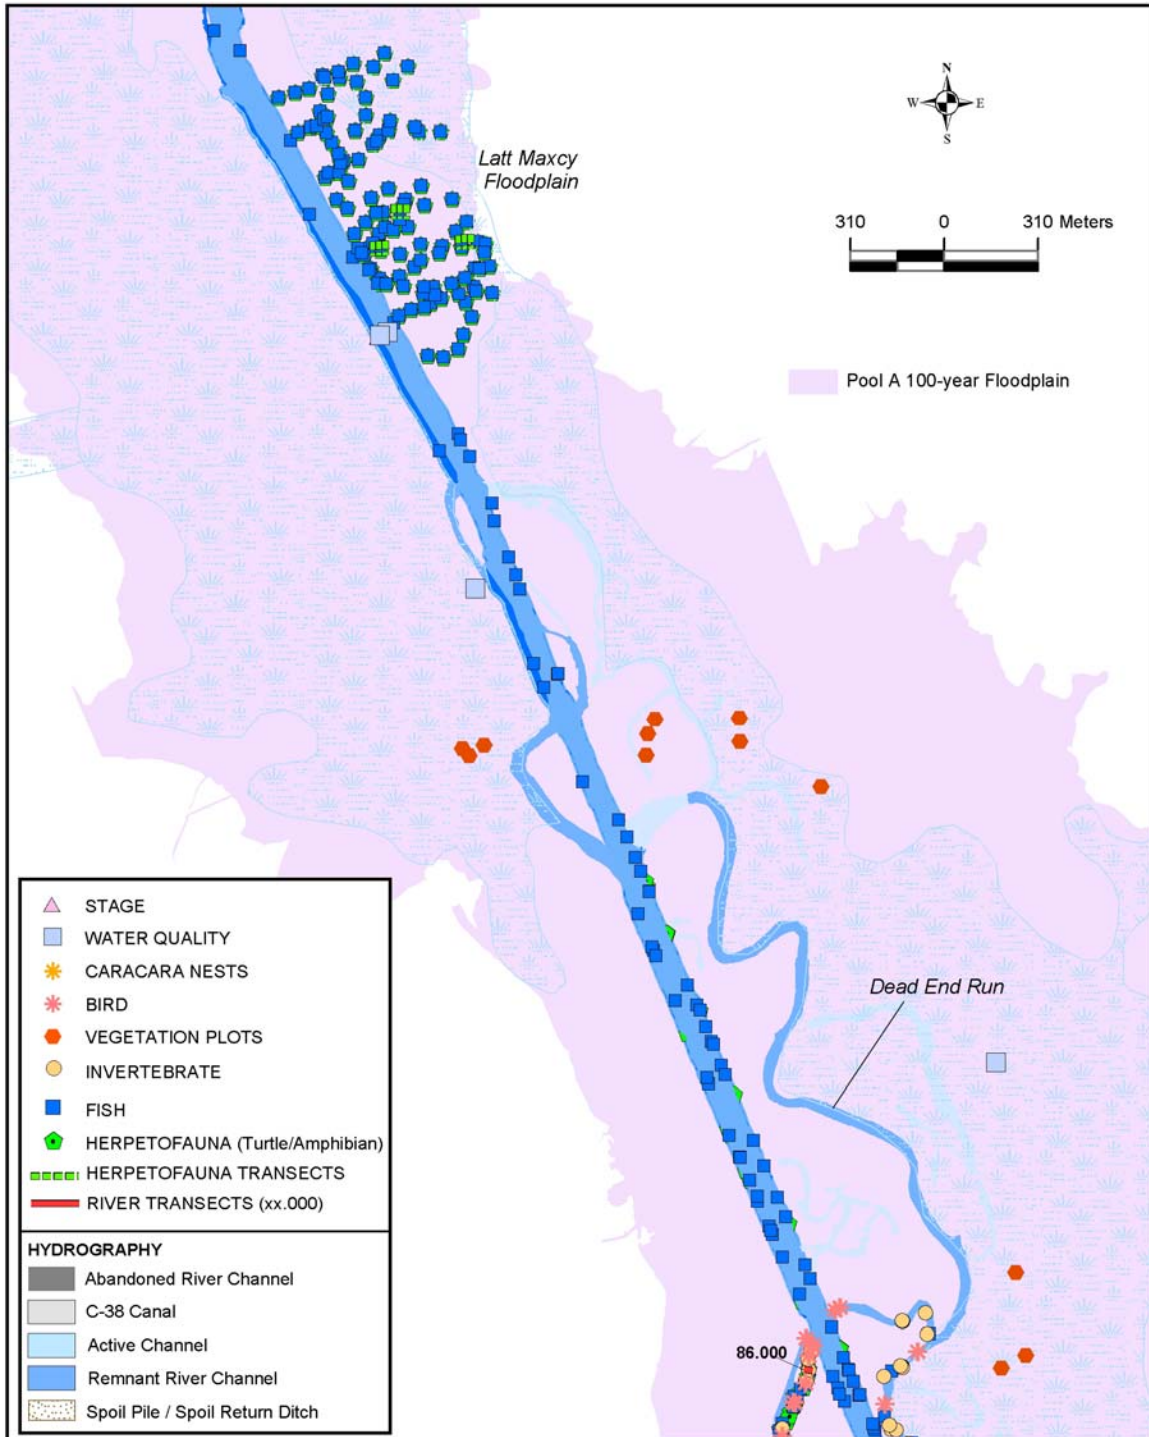 N
W E
S
Latt Maxcy
Floodplain
310 0 310 Meters
Pool A 100-year Floodplain
Dead End Run
86.000
STAGE
WATER QUALITY
CARACARA NESTS
BIRD
VEGETATION PLOTS
INVERTEBRATE
FISH
HERPETOFAUNA (Turtle/Amphibian)
HERPETOFAUNA TRANSECTS
RIVER TRANSECTS (xx.000)
HYDROGRAPHY
Abandoned River Channel
C-38 Canal
Active Channel
Remnant River Channel
Spoil Pile / Spoil Return Ditch